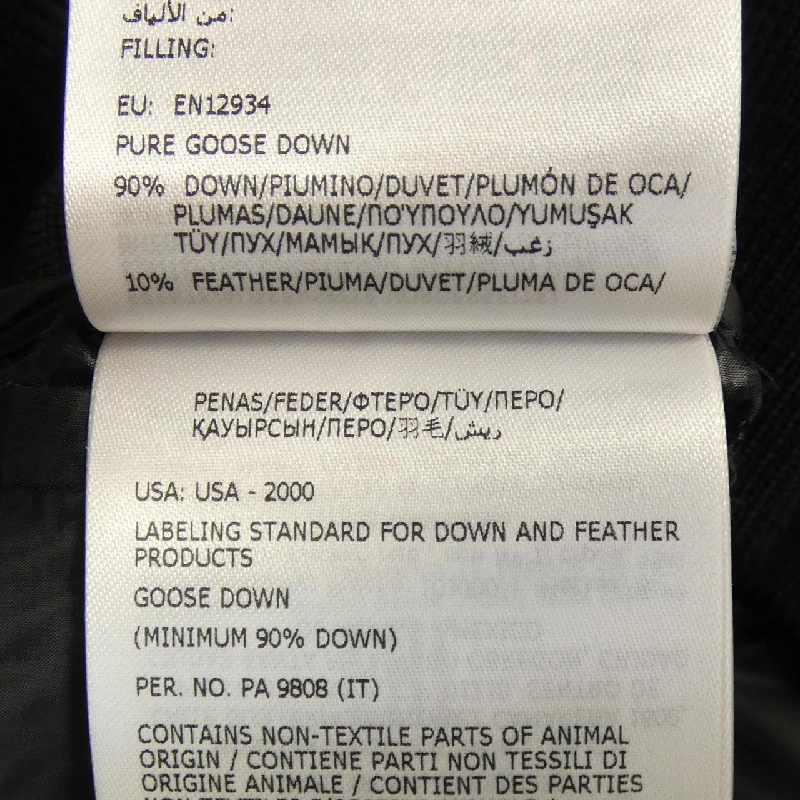 من الألياف:
FILLING:
EU: EN12934
PURE GOOSE DOWN
90% DOWN/PIUMINO/DUVET/PLUMÓN DE OCA/
PLUMAS/DAUNE/ΠΟΎΠΟΥΛΟ/YUMUŞAK
TÜY/ПУХ/МАМЫҚ/ПУХ/羽絨/زغب
10% FEATHER/PIUMA/DUVET/PLUMA DE OCA/
PENAS/FEDER/ΦΤΕΡΌ/TÜY/ПЕРО/
ҚАУЫРСЫН/ПЕРО/羽毛/ريش
USA: USA - 2000
LABELING STANDARD FOR DOWN AND FEATHER
PRODUCTS
GOOSE DOWN
(MINIMUM 90% DOWN)
PER. NO. PA 9808 (IT)
CONTAINS NON-TEXTILE PARTS OF ANIMAL
ORIGIN / CONTIENE PARTI NON TESSILI DI
ORIGINE ANIMALE / CONTIENT DES PARTIES